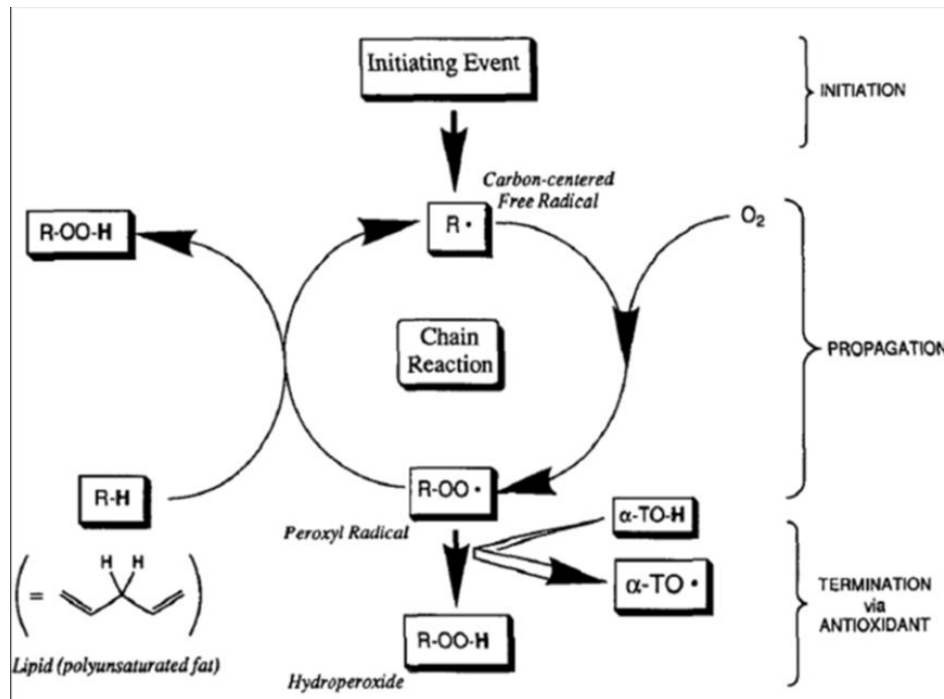 Initiating Event
INITIATION
Carbon-centered
Free Radical
R-OO-H
R •
O₂
Chain
Reaction
PROPAGATION
R-H
R-OO •
Peroxyl Radical
α-TO-H
α-TO •
TERMINATION
via
ANTIOXIDANT
H H
(= )
Lipid (polyunsaturated fat)
R-OO-H
Hydroperoxide